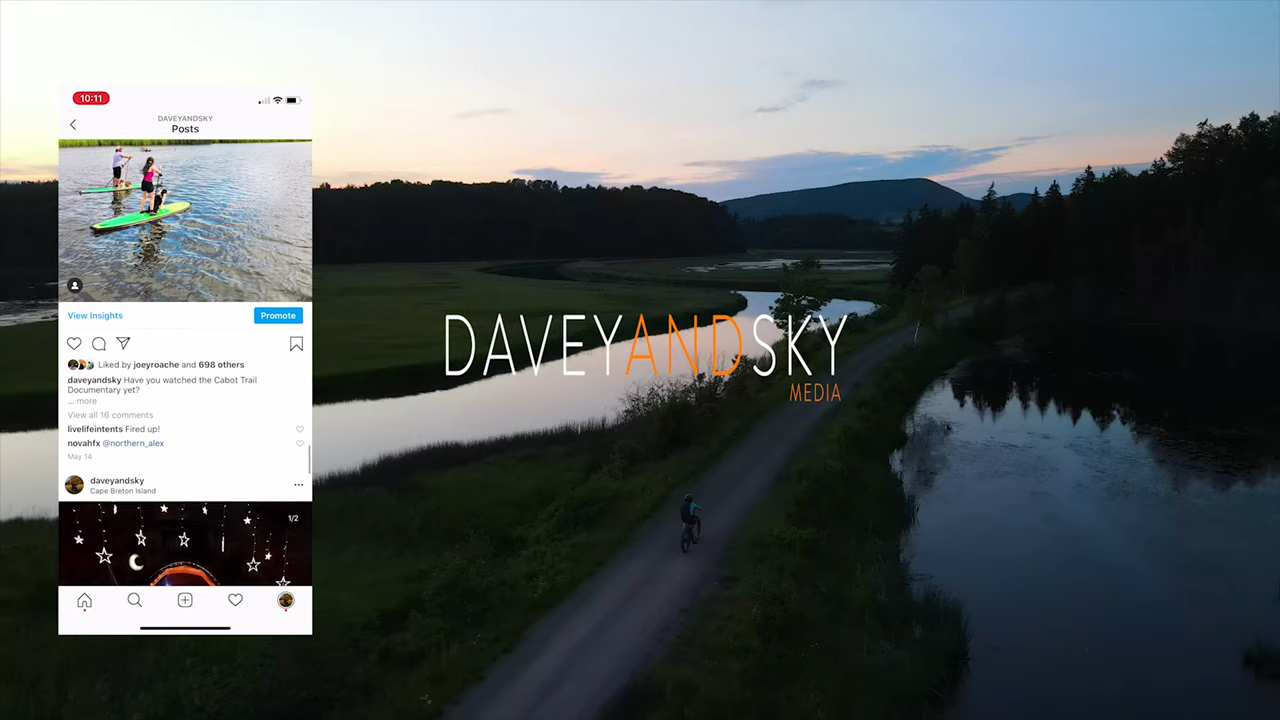 10:11
DAVEYANDSKY
Posts
View Insights
Promote
Liked by joeyroache and 698 others
daveyandsky Have you watched the Cabot Trail
Documentary yet?
... more
View all 16 comments
livelifeintents Fired up!
novahfx @northern_alex
May 14
daveyandsky
Cape Breton Island
1/2
DAVEYANDSKY
MEDIA